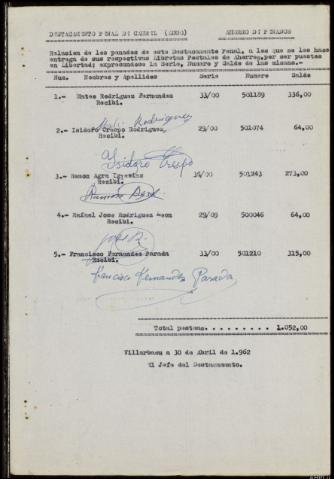 DESTACAMENTO PENAL DE
NUMERO DE PENADOS
Relacion de los penados de este Destacamento Penal, a los que se les hace
entrega de sus respectivas Libretas Postales de Ahorro, por ser puestos
en Libertad; expresandose la Serie, Numero y Saldo de las mismas.-
Num. Nombres y Apellidos Serie Numero Saldo
1.- Mateo Rodriguez Fernandez 33/00 501189 336,00
Recibi.
Rodriguez
2.- Isidoro Crespo Rodriguez, 29/00 501074 64,00
Recibi.
Isidoro Crespo
3.- Ramon Agra Iglesias 501243 273,00
Recibi.
4.- Rafael Jose Rodriguez 29/09 500046 64,00
Recibi.
5.- Francisco Fernandez Parada 33/00 501210 315,00
Recibi.
Francisco Fernandez Parada
Total pesetas. 1.052,00
a 30 de Abril de 1.962
El Jefe del Destacamento.